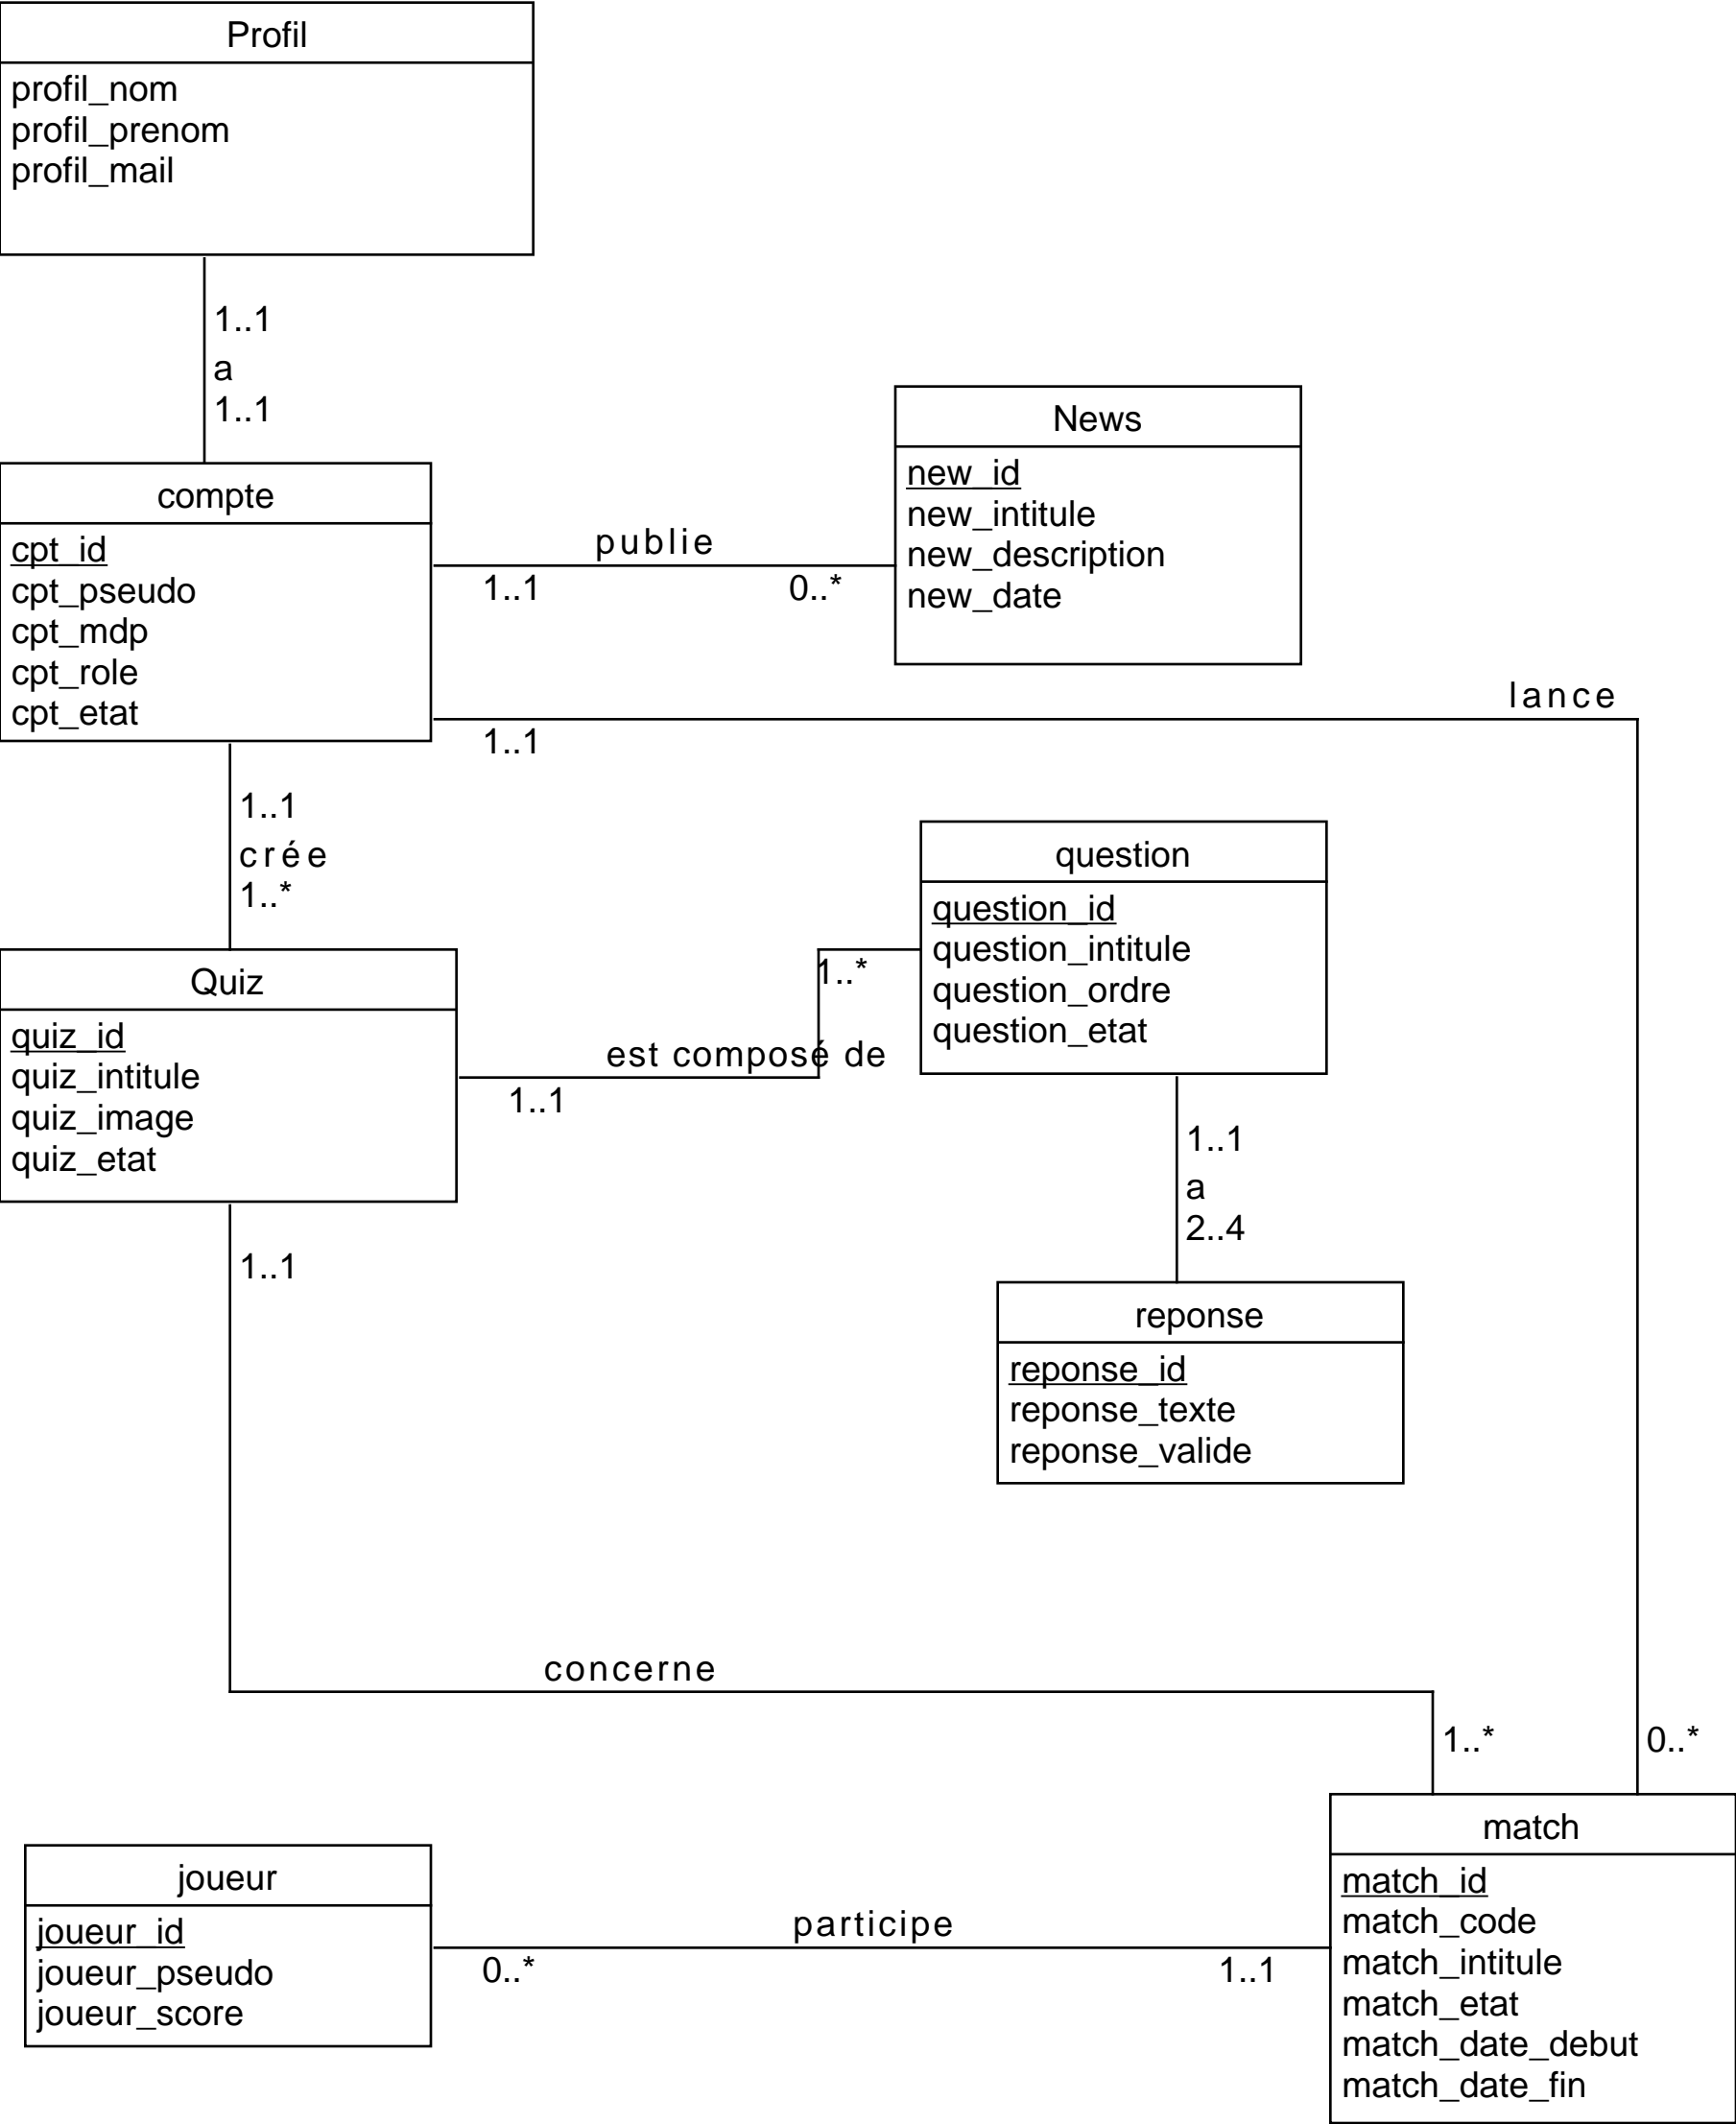 Profil
profil_nom
profil_prenom
profil_mail
1..1
a
1..1
compte
cpt_id
cpt_pseudo
cpt_mdp
cpt_role
cpt_etat
publie
1..1
0..*
News
new_id
new_intitule
new_description
new_date
lance
1..1
1..1
crée
1..*
question
question_id
question_intitule
question_ordre
question_etat
Quiz
quiz_id
quiz_intitule
quiz_image
quiz_etat
1..*
est composé de
1..1
1..1
a
2..4
1..1
reponse
reponse_id
reponse_texte
reponse_valide
concerne
1..*
0..*
match
match_id
match_code
match_intitule
match_etat
match_date_debut
match_date_fin
joueur
joueur_id
joueur_pseudo
joueur_score
participe
0..*
1..1